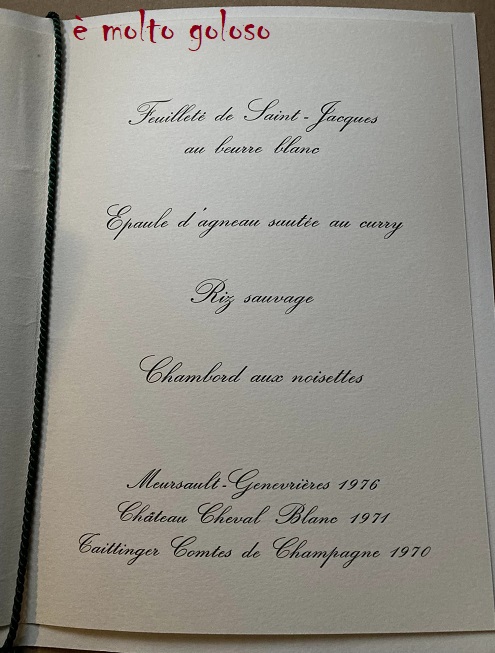 è molto goloso
Feuilleté de Saint-Jacques
au beurre blanc
Epaule d'agneau sautée au curry
Riz sauvage
Chambord aux noisettes
Meursault-Genevrières 1976
Château Cheval Blanc 1971
Taittinger Comtes de Champagne 1970